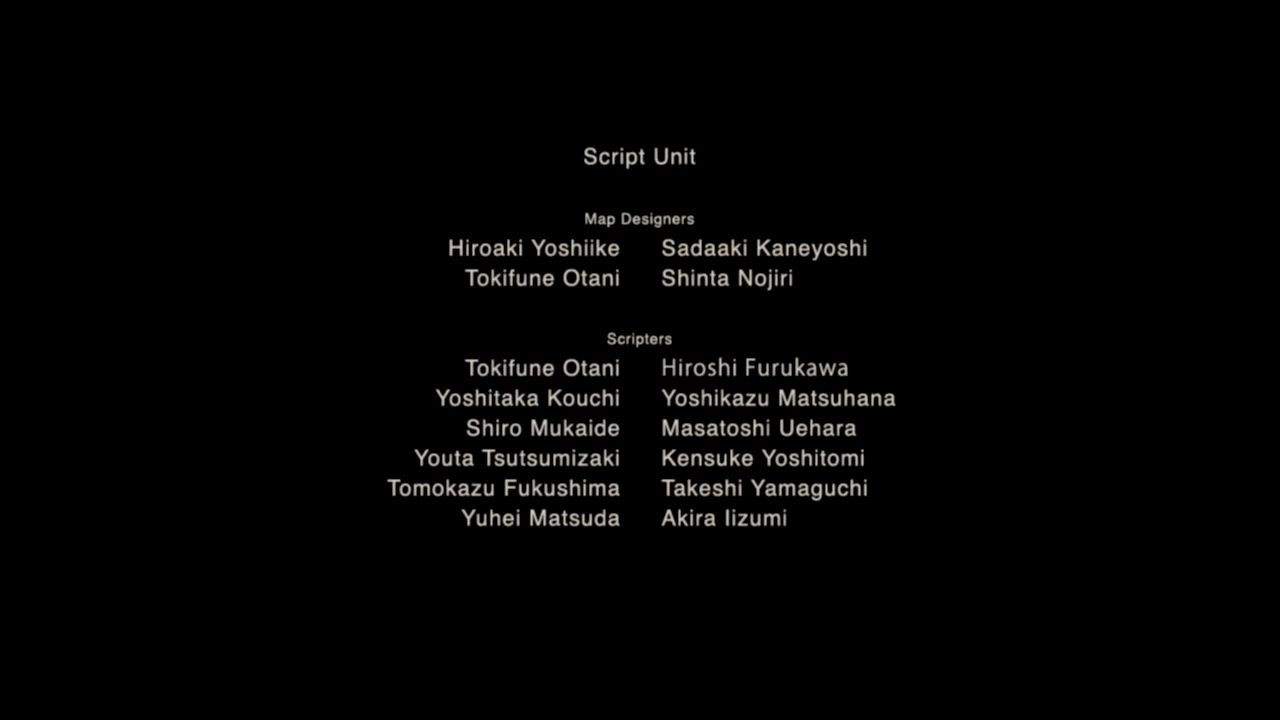 Script Unit
Map Designers
Hiroaki Yoshiike Sadaaki Kaneyoshi
Tokifune Otani Shinta Nojiri
Scripters
Tokifune Otani Hiroshi Furukawa
Yoshitaka Kouchi Yoshikazu Matsuhana
Shiro Mukaide Masatoshi Uehara
Youta Tsutsumizaki Kensuke Yoshitomi
Tomokazu Fukushima Takeshi Yamaguchi
Yuhei Matsuda Akira Iizumi